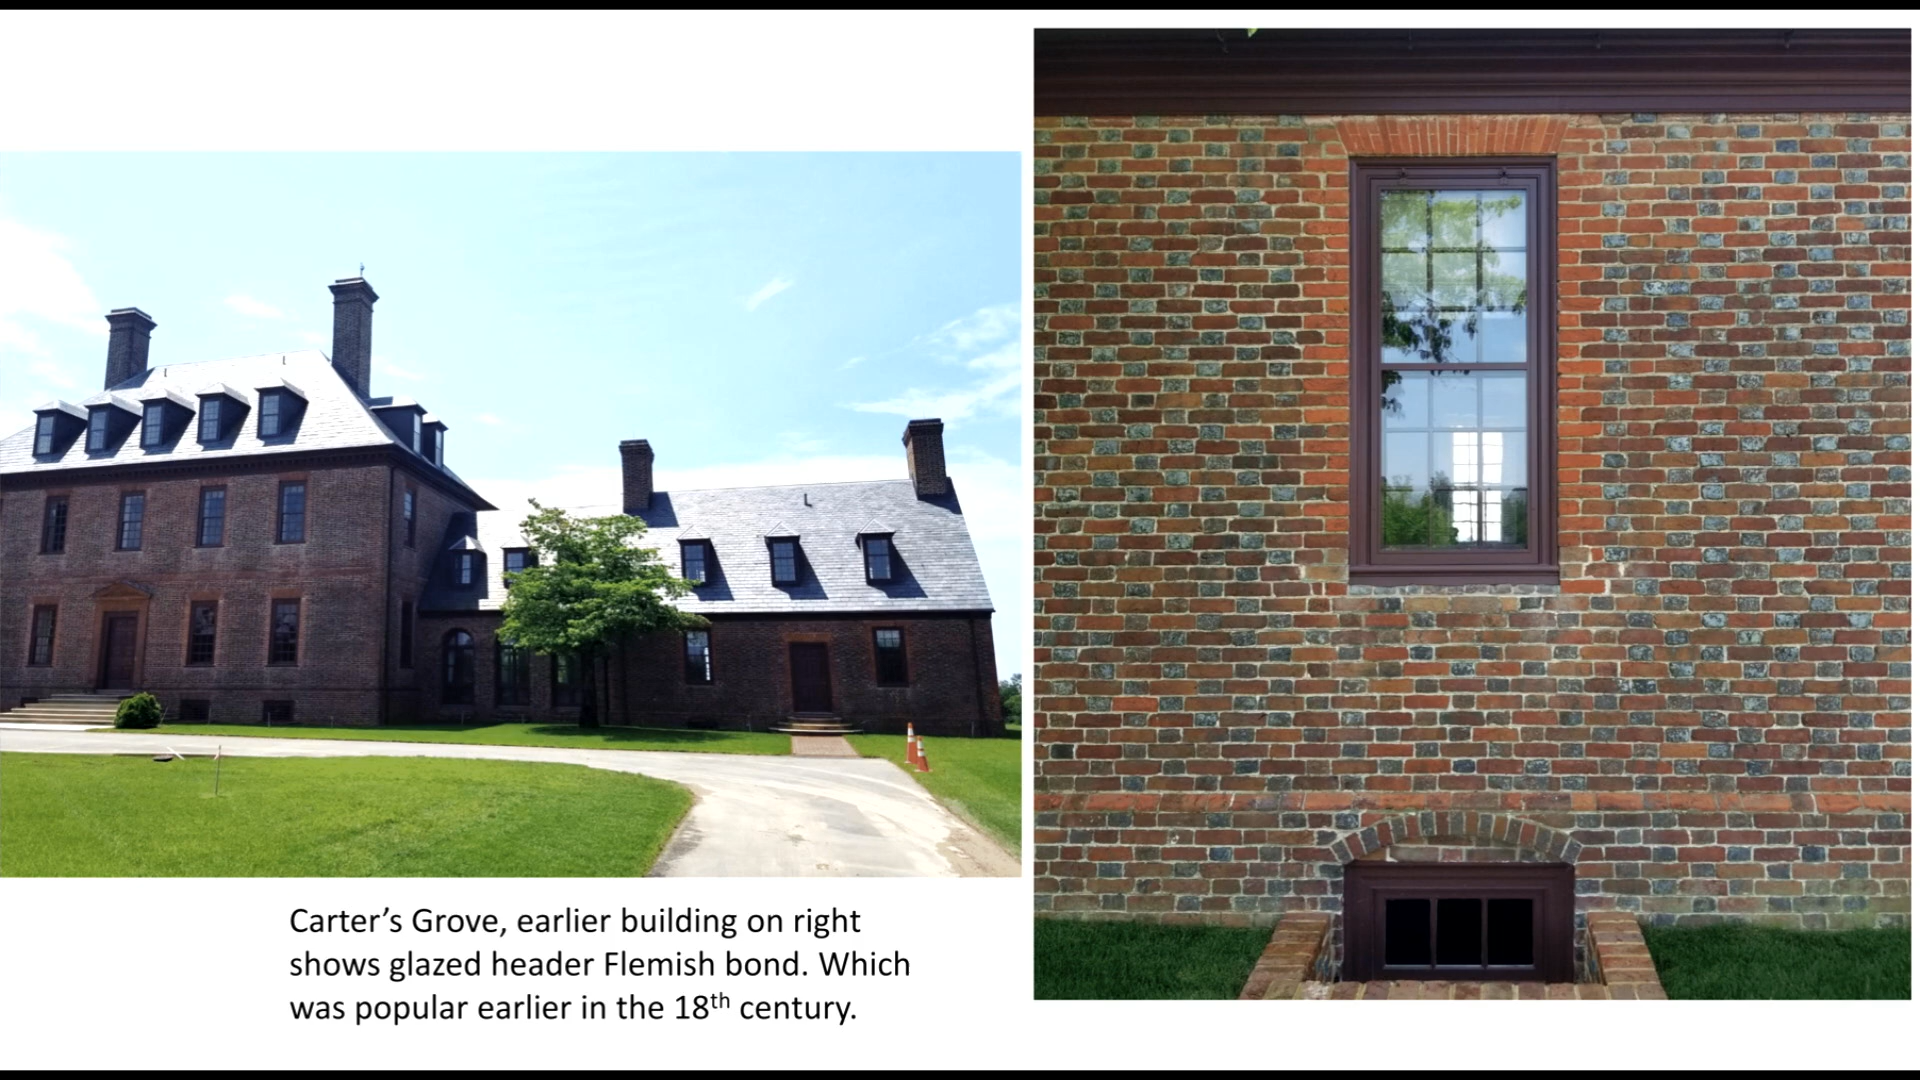 Carter’s Grove, earlier building on right
shows glazed header Flemish bond. Which
was popular earlier in the 18th century.